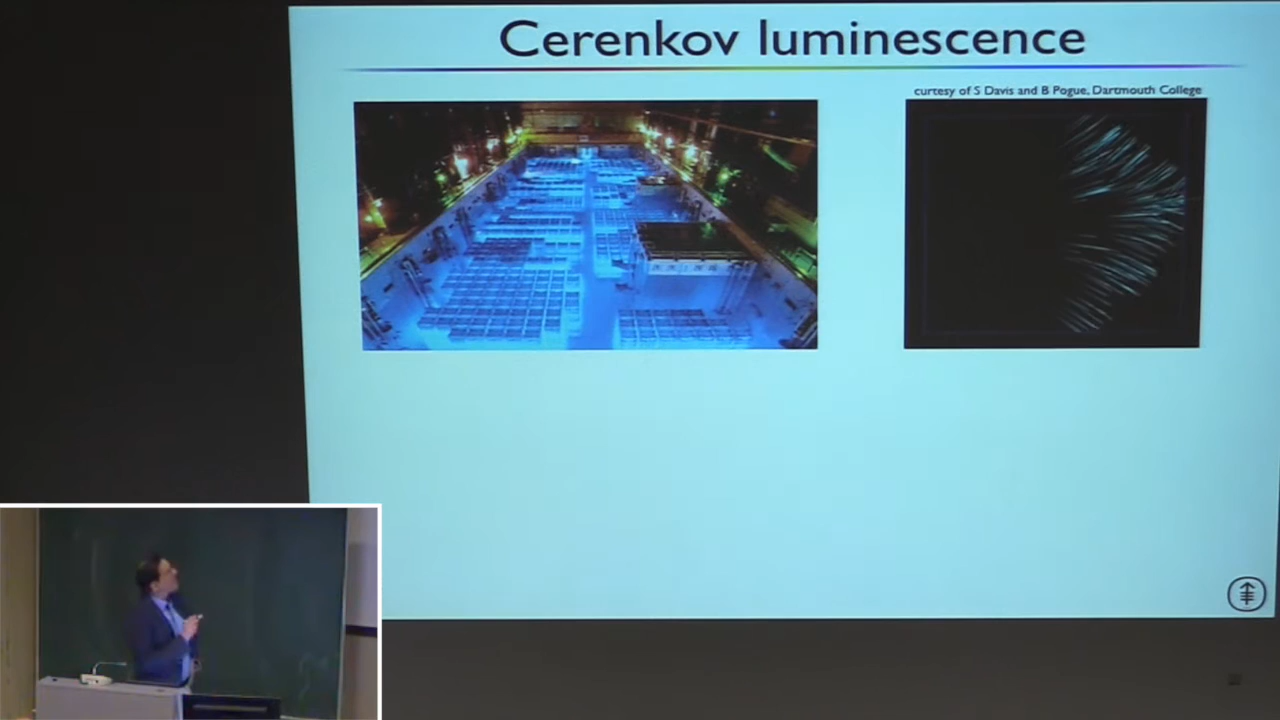 Cerenkov luminescence
curtesy of S Davis and B Pogue, Dartmouth College